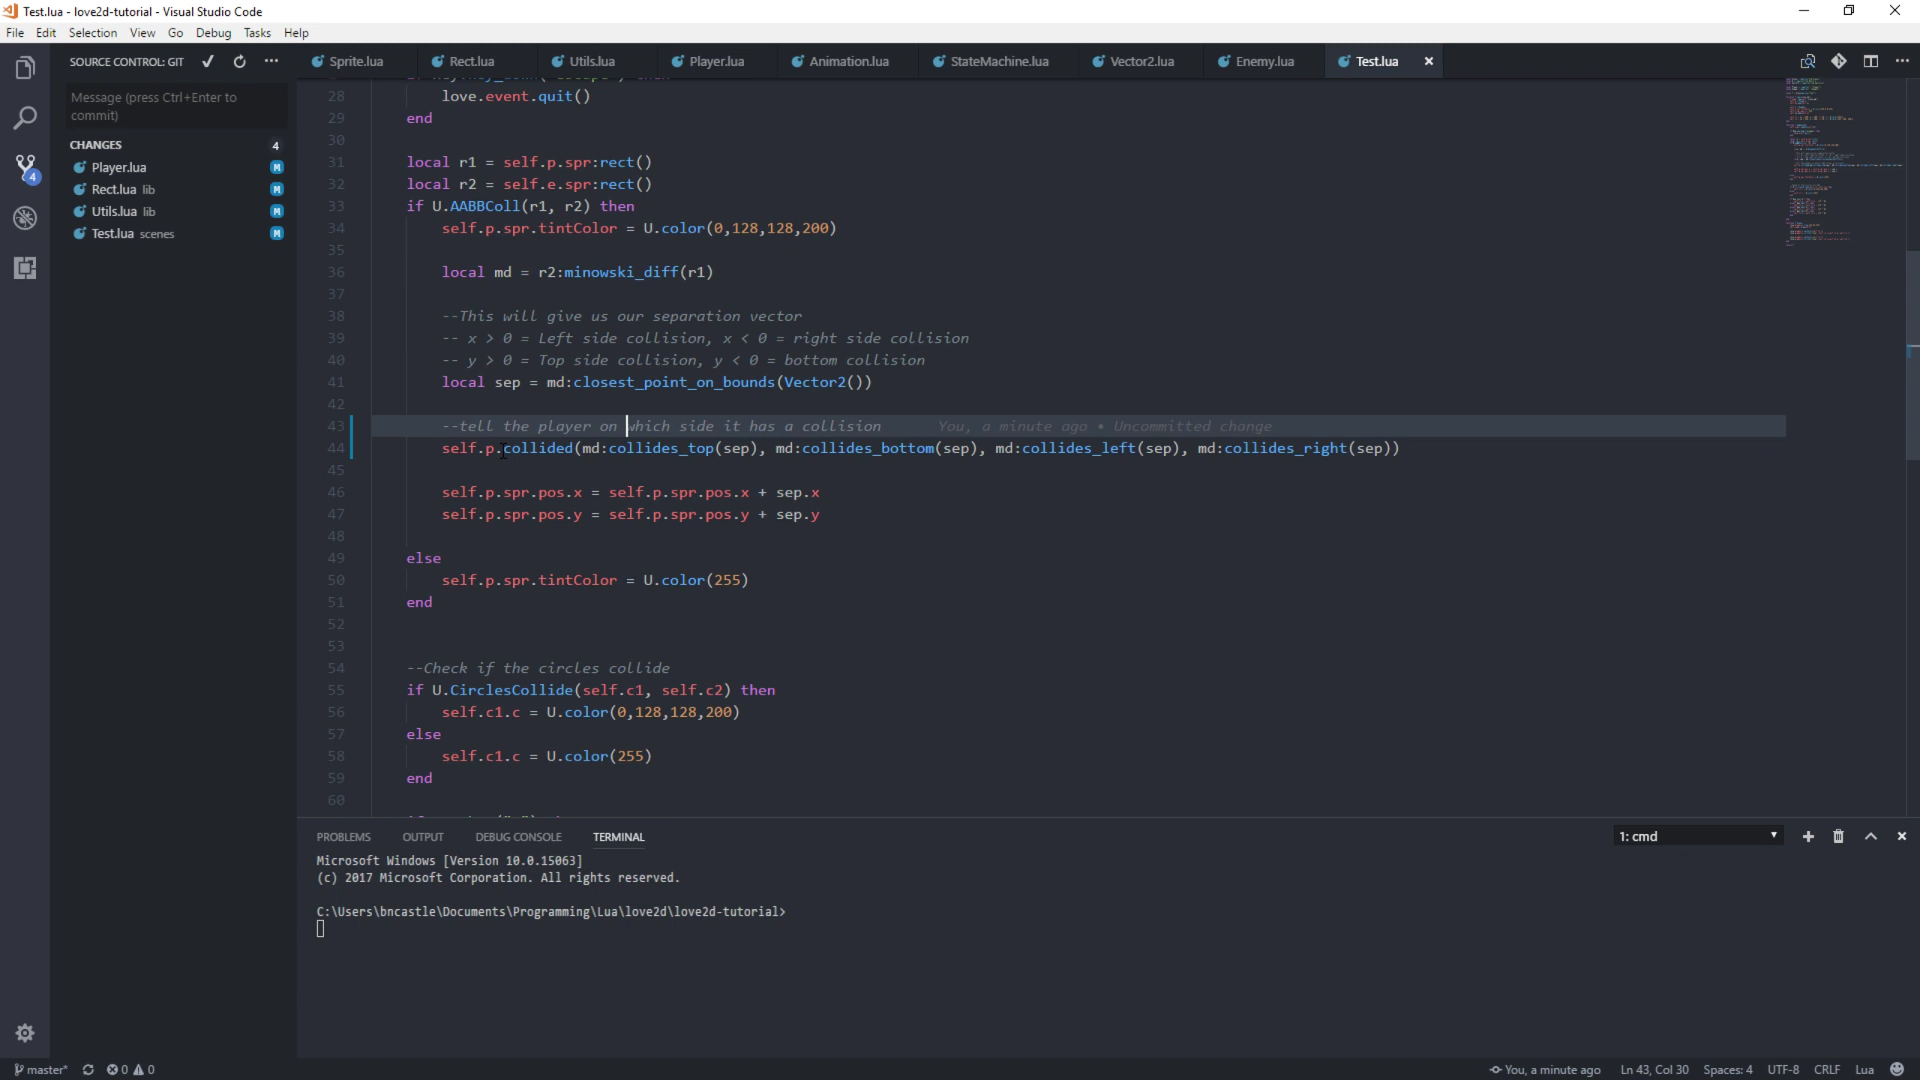 Test.lua - love2d-tutorial - Visual Studio Code
File Edit Selection View Go Debug Tasks Help
SOURCE CONTROL: GIT
Message (press Ctrl+Enter to
commit)
CHANGES 4
Player.lua M
Rect.lua lib M
Utils.lua lib M
Test.lua scenes M
4
Sprite.lua Rect.lua Utils.lua Player.lua Animation.lua StateMachine.lua Vector2.lua Enemy.lua Test.lua
28 love.event.quit()
29 end
30
31 local r1 = self.p.spr:rect()
32 local r2 = self.e.spr:rect()
33 if U.AABBColl(r1, r2) then
34 self.p.spr.tintColor = U.color(0,128,128,200)
35
36 local md = r2:minowski_diff(r1)
37
38 --This will give us our separation vector
39 -- x > 0 = Left side collision, x < 0 = right side collision
40 -- y > 0 = Top side collision, y < 0 = bottom collision
41 local sep = md:closest_point_on_bounds(Vector2())
42
43 --tell the player on which side it has a collision You, a minute ago • Uncommitted change
44 self.p.collided(md:collides_top(sep), md:collides_bottom(sep), md:collides_left(sep), md:collides_right(sep))
45
46 self.p.spr.pos.x = self.p.spr.pos.x + sep.x
47 self.p.spr.pos.y = self.p.spr.pos.y + sep.y
48
49 else
50 self.p.spr.tintColor = U.color(255)
51 end
52
53
54 --Check if the circles collide
55 if U.CirclesCollide(self.c1, self.c2) then
56 self.c1.c = U.color(0,128,128,200)
57 else
58 self.c1.c = U.color(255)
59 end
60
PROBLEMS OUTPUT DEBUG CONSOLE TERMINAL 1: cmd
Microsoft Windows [Version 10.0.15063]
(c) 2017 Microsoft Corporation. All rights reserved.
C:\Users\bncastle\Documents\Programming\Lua\love2d\love2d-tutorial>
master* 0 0 You, a minute ago Ln 43, Col 30 Spaces: 4 UTF-8 CRLF Lua